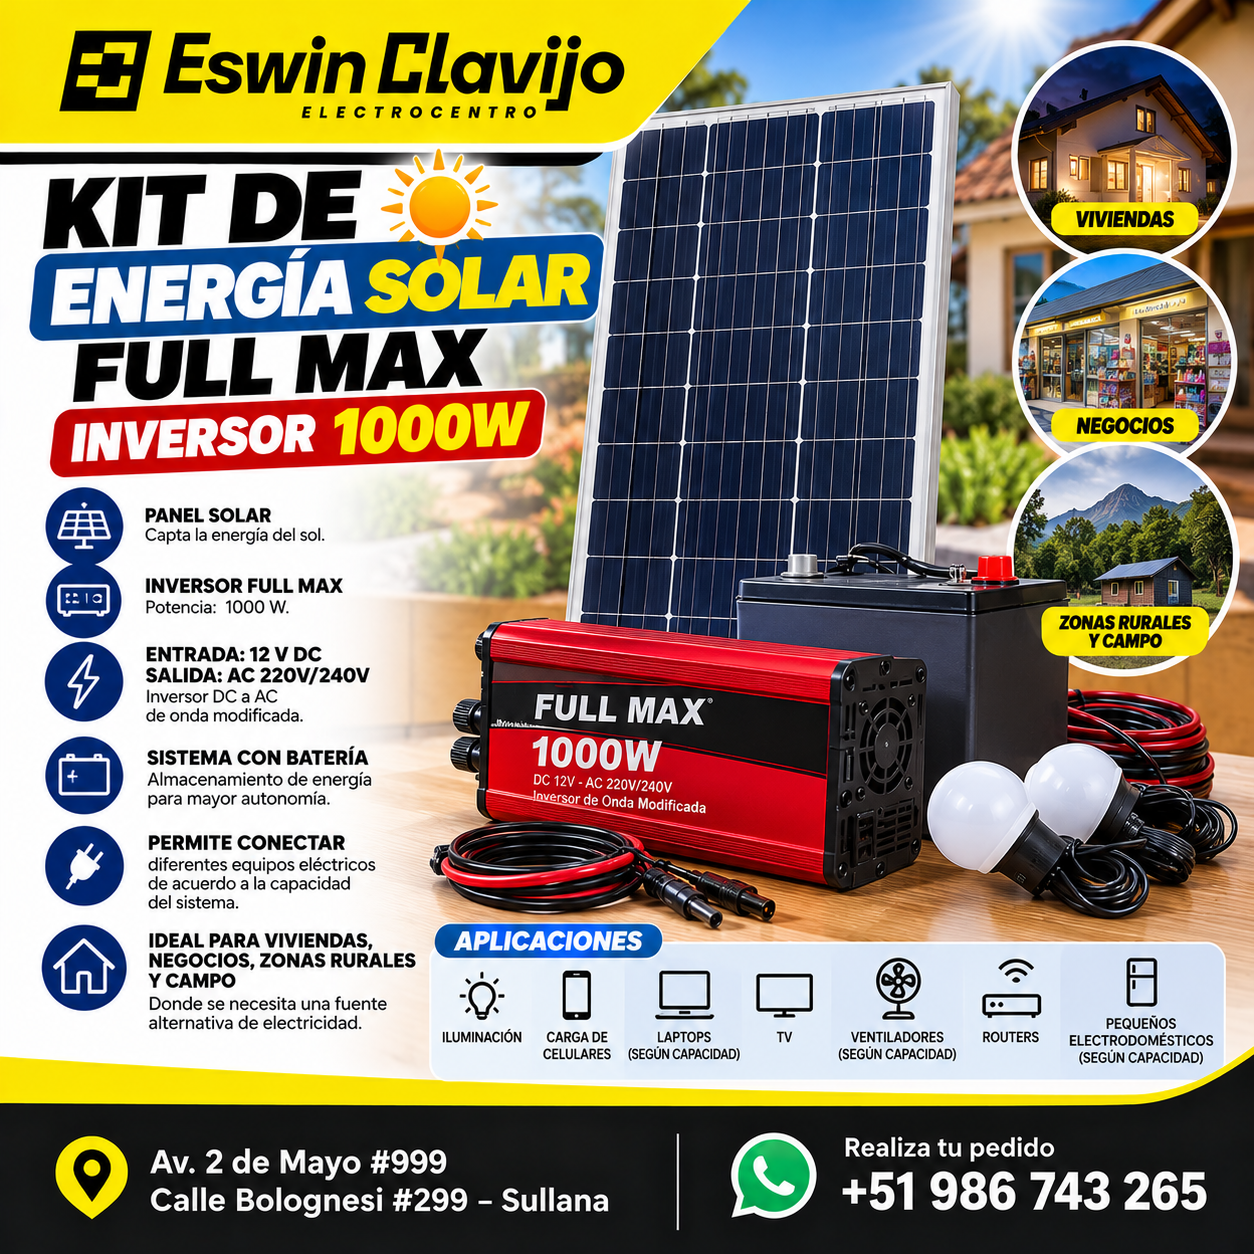 Eswin Clavijo
ELECTROCENTRO
KIT DE
ENERGÍA SOLAR
FULL MAX
INVERSOR 1000W
PANEL SOLAR
Capta la energía del sol.
INVERSOR FULL MAX
Potencia: 1000 W.
ENTRADA: 12 V DC
SALIDA: AC 220V/240V
Inversor DC a AC
de onda modificada.
SISTEMA CON BATERÍA
Almacenamiento de energía
para mayor autonomía.
PERMITE CONECTAR
diferentes equipos eléctricos
de acuerdo a la capacidad
del sistema.
IDEAL PARA VIVIENDAS,
NEGOCIOS, ZONAS RURALES
Y CAMPO
Donde se necesita una fuente
alternativa de electricidad.
VIVIENDAS
NEGOCIOS
ZONAS RURALES
Y CAMPO
FULL MAX®
1000W
DC 12V - AC 220V/240V
Inversor de Onda Modificada
APLICACIONES
ILUMINACIÓN
CARGA DE
CELULARES
LAPTOPS
(SEGÚN CAPACIDAD)
TV
VENTILADORES
(SEGÚN CAPACIDAD)
ROUTERS
PEQUEÑOS
ELECTRODOMÉSTICOS
(SEGÚN CAPACIDAD)
Av. 2 de Mayo #999
Calle Bolognesi #299 – Sullana
Realiza tu pedido
+51 986 743 265